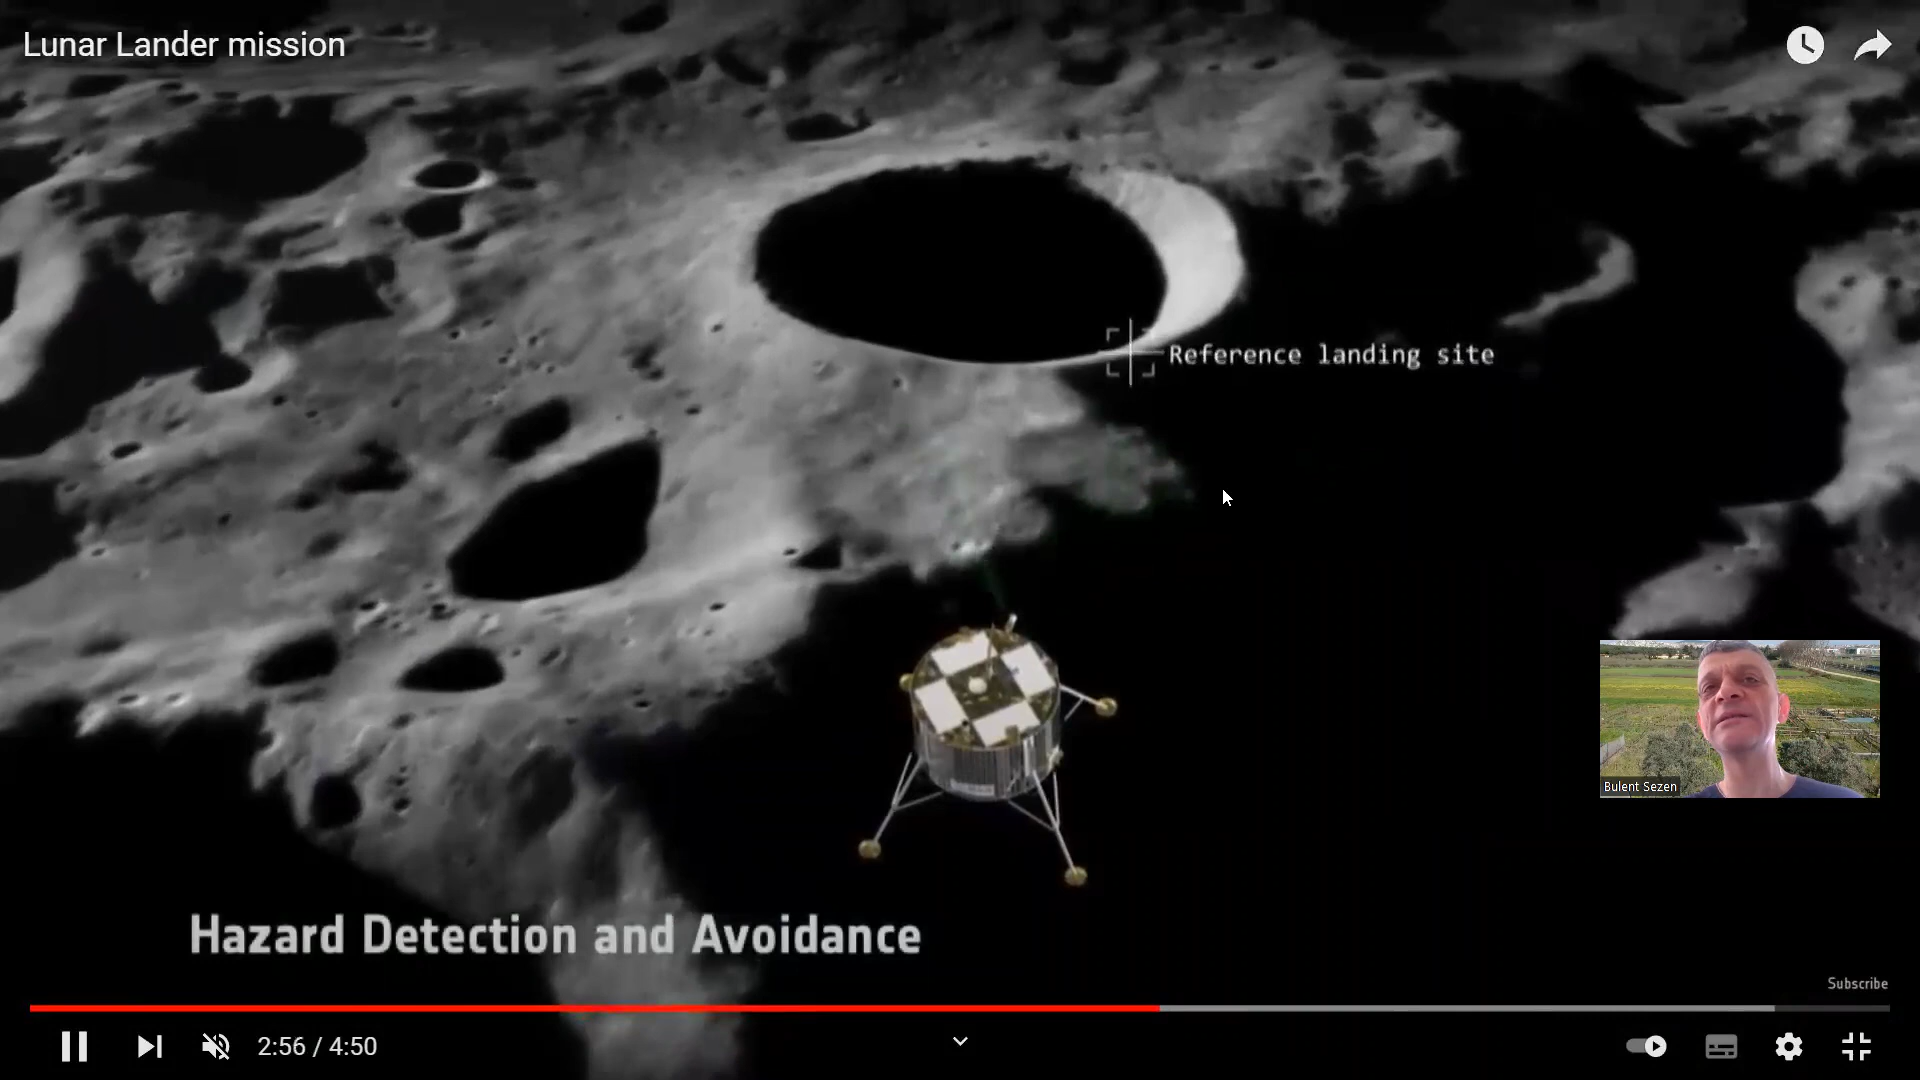 Lunar Lander mission
Reference landing site
Bulent Sezen
Hazard Detection and Avoidance
Subscribe
2:56 / 4:50